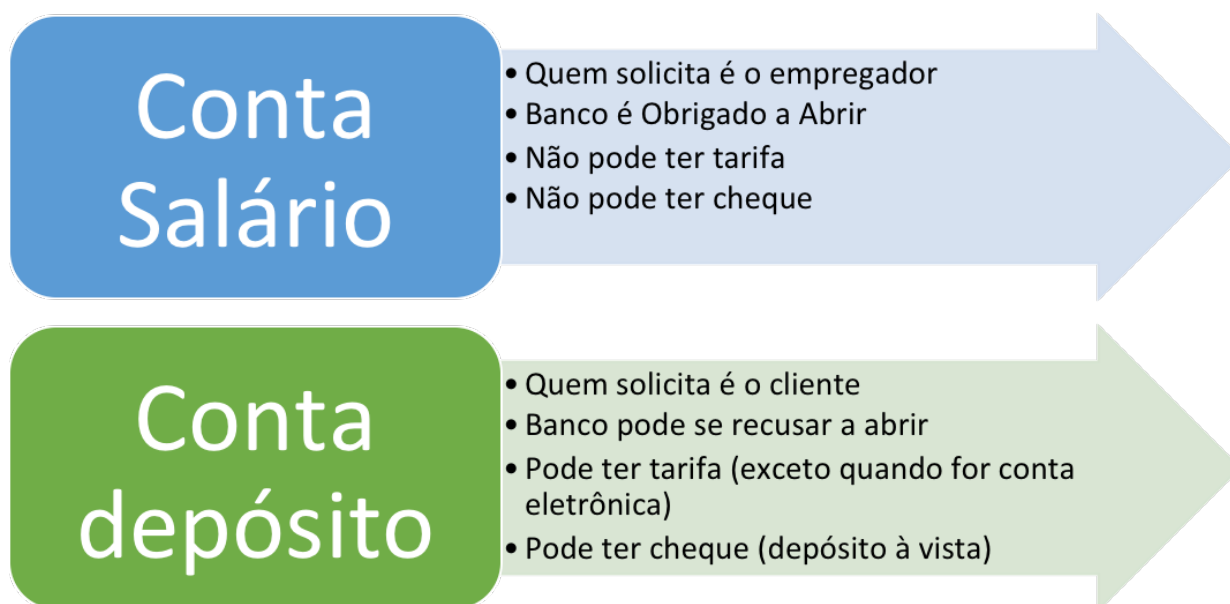 Conta
Salário
• Quem solicita é o empregador
• Banco é Obrigado a Abrir
• Não pode ter tarifa
• Não pode ter cheque
Conta
depósito
• Quem solicita é o cliente
• Banco pode se recusar a abrir
• Pode ter tarifa (exceto quando for conta
eletrônica)
• Pode ter cheque (depósito à vista)